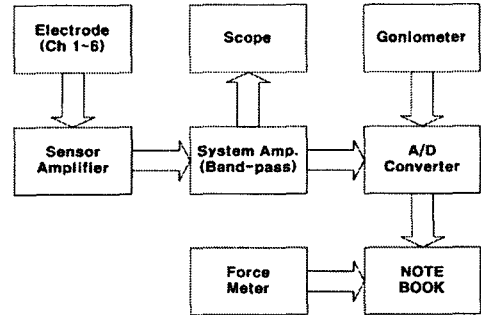 Electrode
(Ch 1~6)
Scope
Goniometer
Sensor
Amplifier
System Amp.
(Band-pass)
A/D
Converter
Force
Meter
NOTE
BOOK